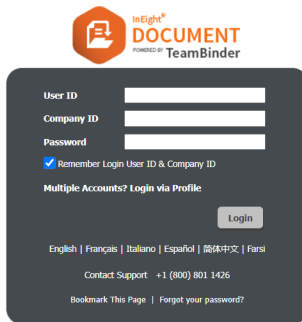 InEight®
DOCUMENT
POWERED BY TeamBinder
User ID
Company ID
Password
Remember Login User ID & Company ID
Multiple Accounts? Login via Profile
Login
English | Français | Italiano | Español | 简体中文 | Farsi
Contact Support +1 (800) 801 1426
Bookmark This Page | Forgot your password?